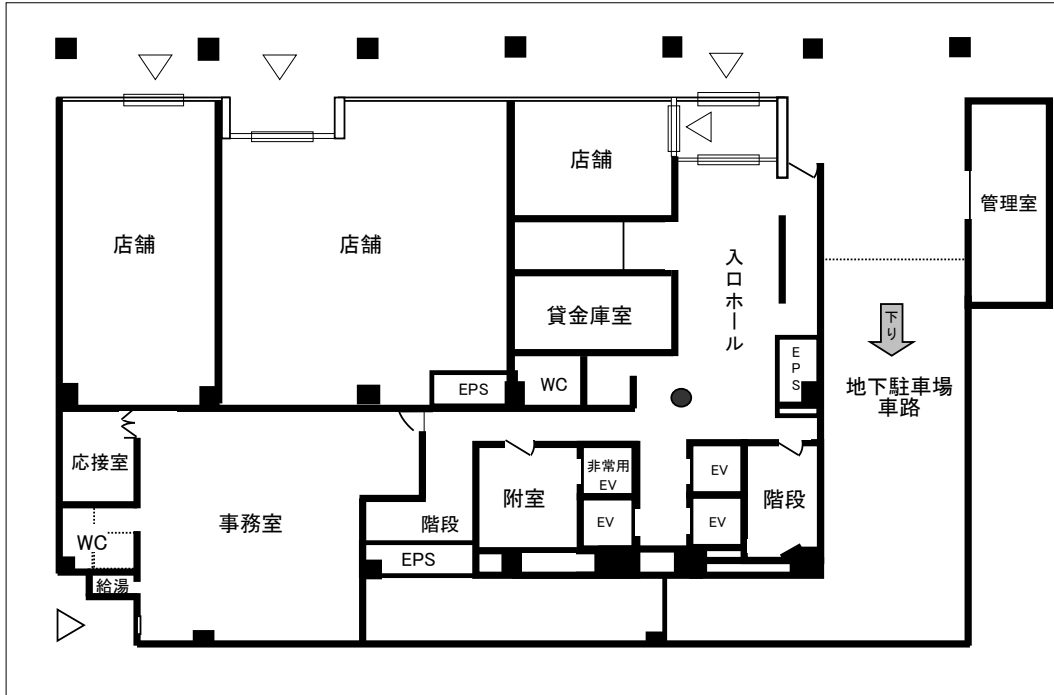 店舗
管理室
店舗
店舗
入口ホール
貸金庫室
下り
EPS
WC
EPS
地下駐車場
車路
応接室
非常用
EV
EV
附室
階段
事務室
階段
EV
EV
WC
EPS
給湯